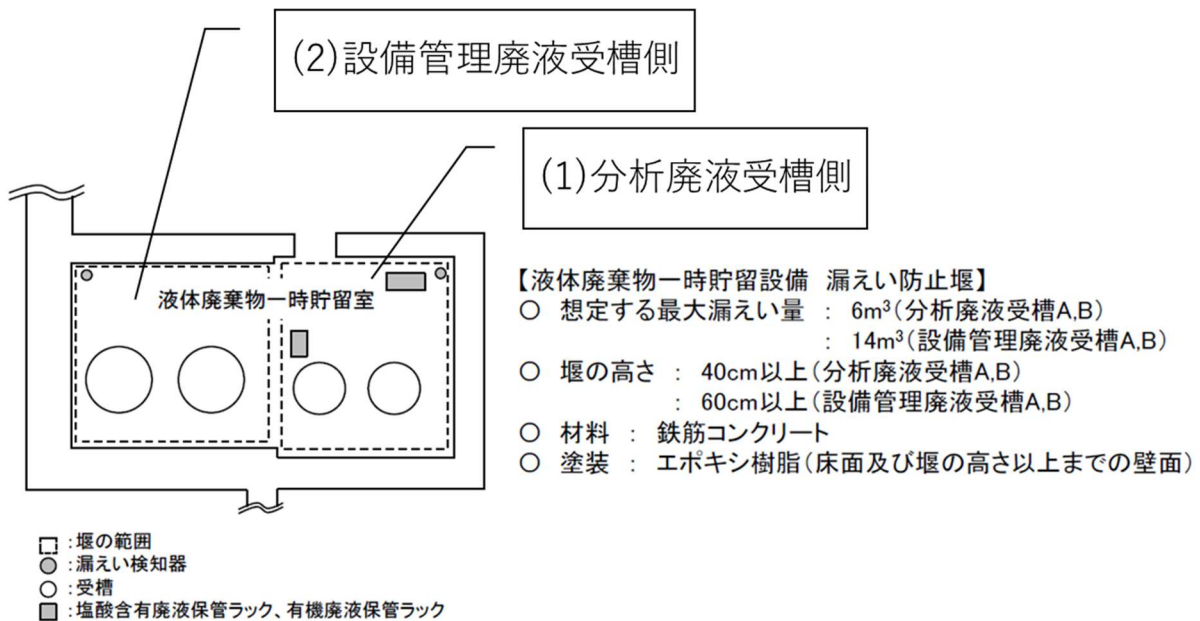 (2)設備管理廃液受槽側
(1)分析廃液受槽側
液体廃棄物一時貯留室
【液体廃棄物一時貯留設備 漏えい防止堰】
○ 想定する最大漏えい量 : 6m³(分析廃液受槽A,B)
: 14m³(設備管理廃液受槽A,B)
○ 堰の高さ : 40cm以上(分析廃液受槽A,B)
: 60cm以上(設備管理廃液受槽A,B)
○ 材料 : 鉄筋コンクリート
○ 塗装 : エポキシ樹脂(床面及び堰の高さ以上までの壁面)
:堰の範囲
:漏えい検知器
:受槽
:塩酸含有廃液保管ラック、有機廃液保管ラック